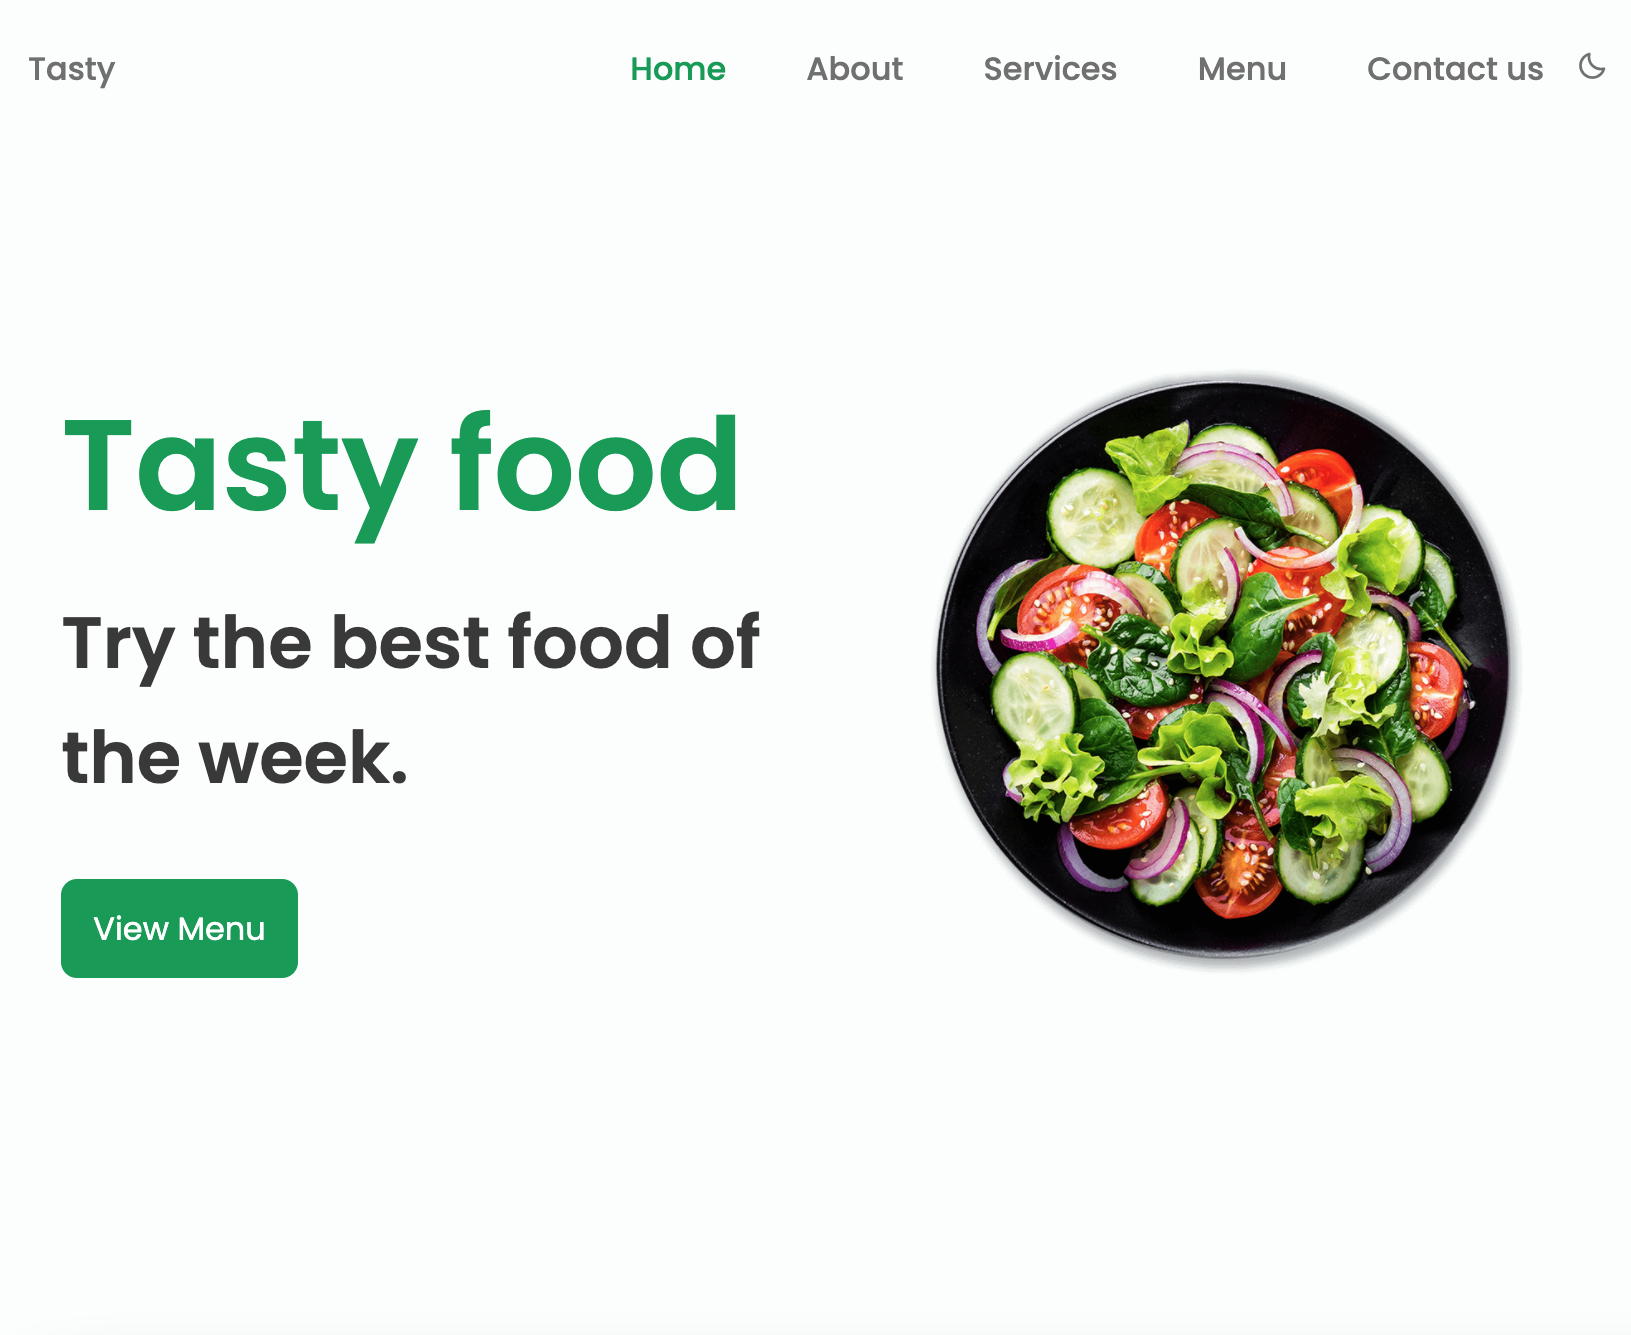 Tasty Home About Services Menu Contact us
Tasty food
Try the best food of
the week.
View Menu